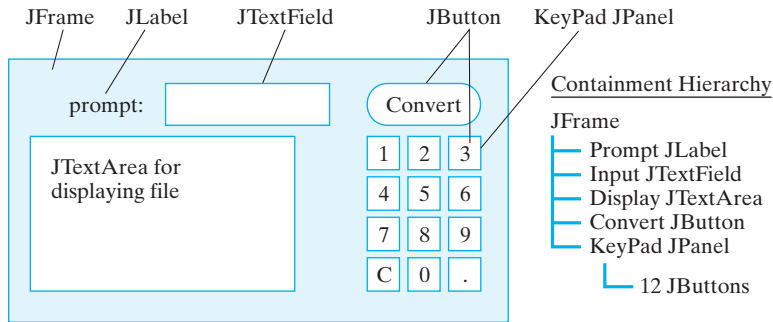 JFrame JLabel JTextField JButton KeyPad JPanel
prompt: Convert
JTextArea for
displaying file
1 2 3
4 5 6
7 8 9
C 0 .
Containment Hierarchy
JFrame
Prompt JLabel
Input JTextField
Display JTextArea
Convert JButton
KeyPad JPanel
12 JButtons